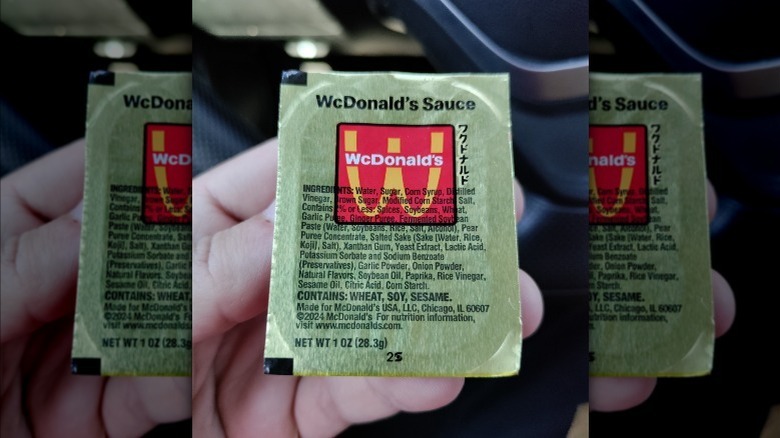 WcDonald's Sauce
WcDonald's
ワクドナルド
INGREDIENTS: Water, Sugar, Corn Syrup, Distilled
Vinegar, Brown Sugar, Modified Corn Starch, Salt,
Contains 2% or Less: Spices, Soybeans, Wheat,
Garlic Puree, Ginger Puree, Fermented Soybean
Paste (Water, Soybeans, Rice, Salt, Alcohol), Pear
Puree Concentrate, Salted Sake (Sake [Water, Rice,
Koji], Salt), Xanthan Gum, Yeast Extract, Lactic Acid,
Potassium Sorbate and Sodium Benzoate
(Preservatives), Garlic Powder, Onion Powder,
Natural Flavors, Soybean Oil, Paprika, Rice Vinegar,
Sesame Oil, Citric Acid, Corn Starch.
CONTAINS: WHEAT, SOY, SESAME.
Made for McDonald's USA, LLC, Chicago, IL 60607
©2024 McDonald's For nutrition information,
visit www.mcdonalds.com.
NET WT 1 OZ (28.3g)